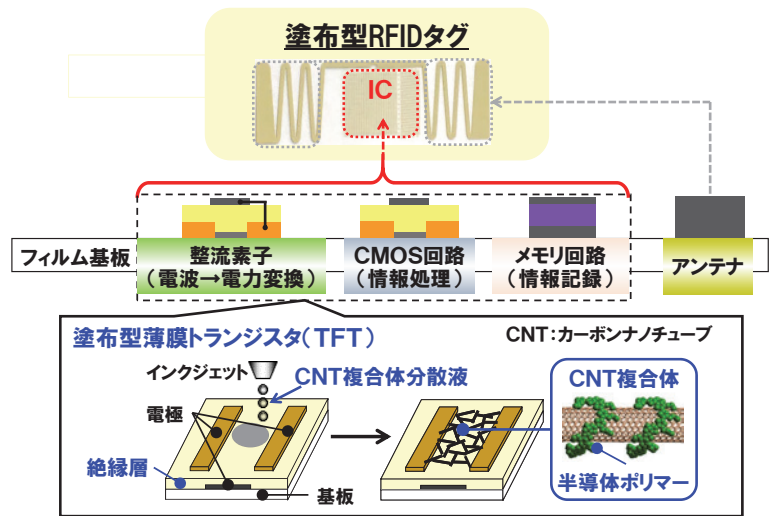 塗布型RFIDタグ
IC
フィルム基板
整流素子
（電波→電力変換）
CMOS回路
（情報処理）
メモリ回路
（情報記録）
アンテナ
塗布型薄膜トランジスタ（TFT）
CNT：カーボンナノチューブ
インクジェット
CNT複合体分散液
電極
絶縁層
基板
CNT複合体
半導体ポリマー